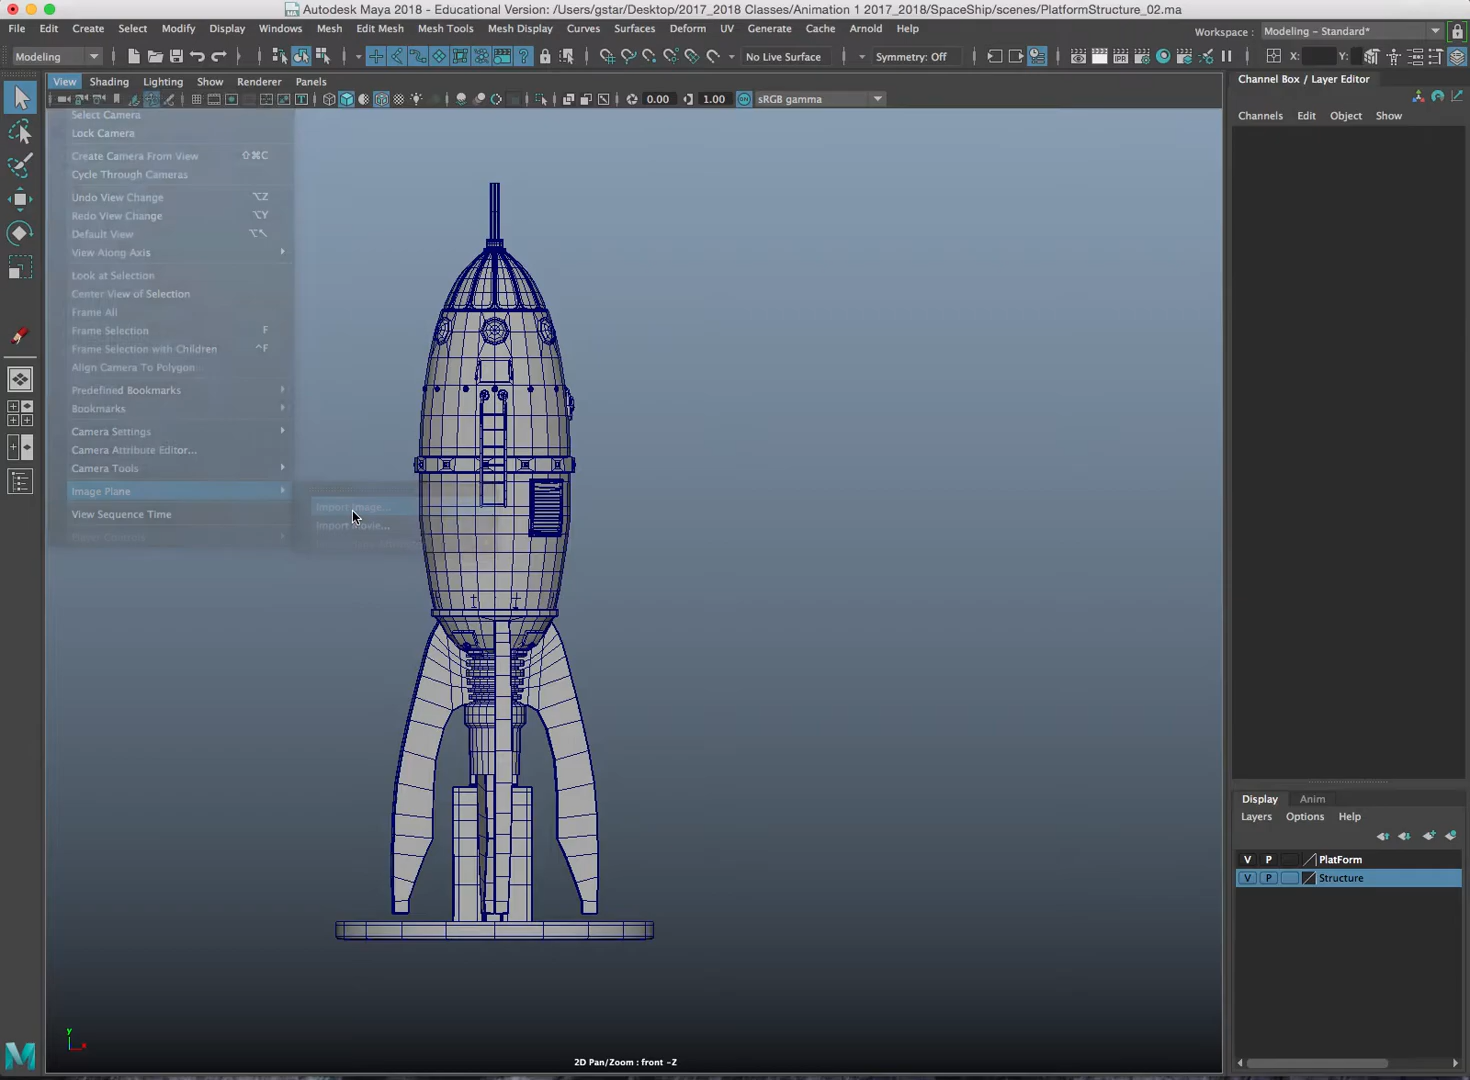 Autodesk Maya 2018 - Educational Version: /Users/gstar/Desktop/2017_2018 Classes/Animation 1 2017_2018/SpaceShip/scenes/PlatformStructure_02.ma
File Edit Create Select Modify Display Windows Mesh Edit Mesh Mesh Tools Mesh Display Curves Surfaces Deform UV Generate Cache Arnold Help
Workspace : Modeling - Standard*
Modeling No Live Surface Symmetry: Off X: Y:
View Shading Lighting Show Renderer Panels
Channel Box / Layer Editor
0.00 1.00 sRGB gamma
Channels Edit Object Show
Select Camera
Lock Camera
Create Camera From View ⇧⌘C
Cycle Through Cameras
Undo View Change ⌥Z
Redo View Change ⌥Y
Default View ⌥↖
View Along Axis
Look at Selection
Center View of Selection
Frame All
Frame Selection F
Frame Selection with Children ^F
Align Camera To Polygon
Predefined Bookmarks
Bookmarks
Camera Settings
Camera Attribute Editor...
Camera Tools
Image Plane
Import Image...
View Sequence Time
Import Movie...
Display Anim
Layers Options Help
V P PlatForm
V P Structure
y
x
2D Pan/Zoom : front -Z